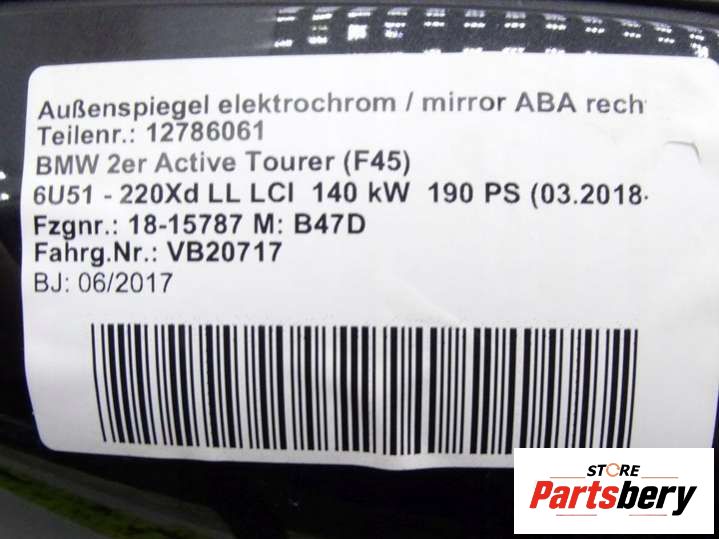 Außenspiegel elektrochrom / mirror ABA rech
Teilenr.: 12786061
BMW 2er Active Tourer (F45)
6U51 - 220Xd LL LCI 140 kW 190 PS (03.2018-
Fzgnr.: 18-15787 M: B47D
Fahrg.Nr.: VB20717
BJ: 06/2017
STORE
Partsbery